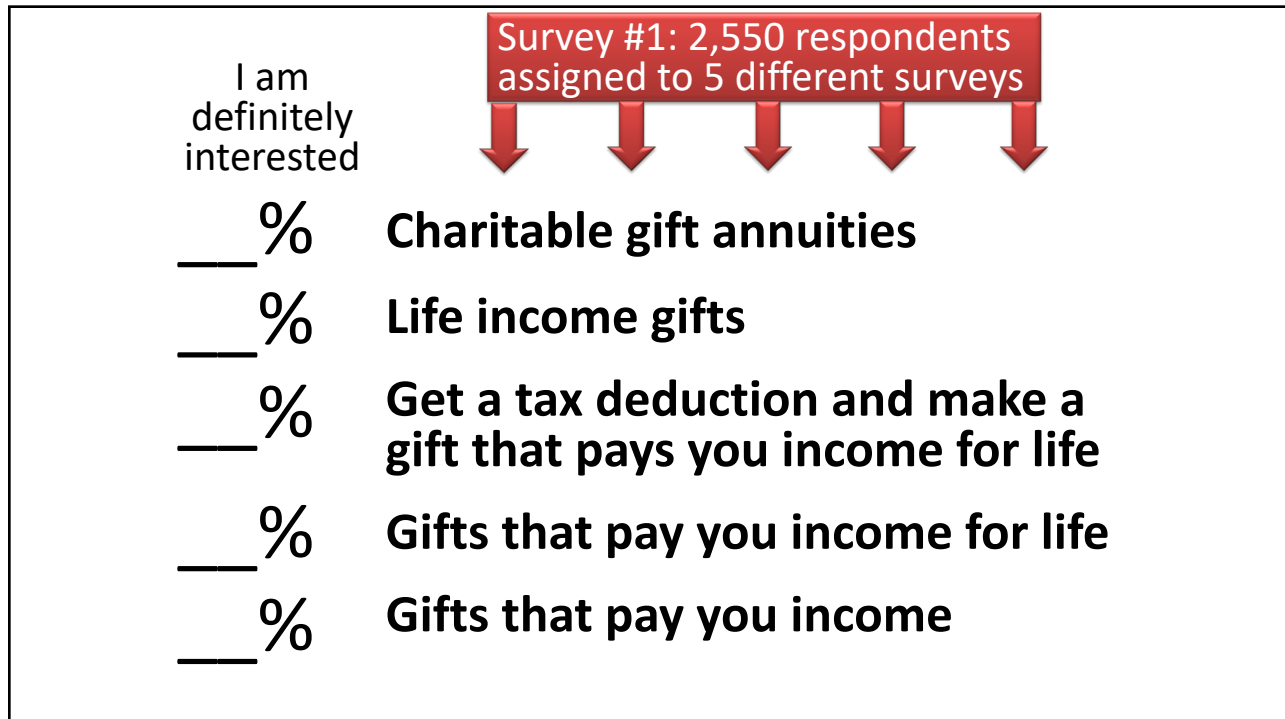 Survey #1: 2,550 respondents
assigned to 5 different surveys
I am
definitely
interested
__% Charitable gift annuities
__% Life income gifts
__% Get a tax deduction and make a
gift that pays you income for life
__% Gifts that pay you income for life
__% Gifts that pay you income